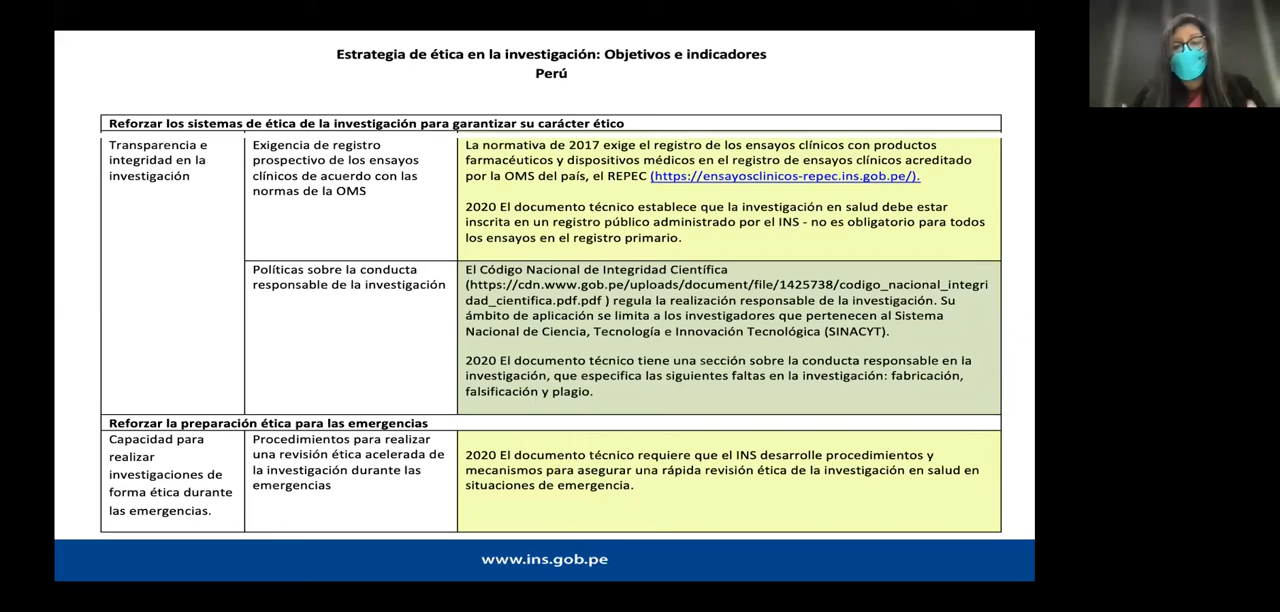 Estrategia de ética en la investigación: Objetivos e indicadores
Perú
Reforzar los sistemas de ética de la investigación para garantizar su carácter ético
Transparencia e
integridad en la
investigación
Exigencia de registro
prospectivo de los ensayos
clínicos de acuerdo con las
normas de la OMS
La normativa de 2017 exige el registro de los ensayos clínicos con productos
farmacéuticos y dispositivos médicos en el registro de ensayos clínicos acreditado
por la OMS del país, el REPEC (https://ensayosclinicos-repec.ins.gob.pe/).
2020 El documento técnico establece que la investigación en salud debe estar
inscrita en un registro público administrado por el INS - no es obligatorio para todos
los ensayos en el registro primario.
Políticas sobre la conducta
responsable de la investigación
El Código Nacional de Integridad Científica
(https://cdn.www.gob.pe/uploads/document/file/1425738/codigo_nacional_integri
dad_cientifica.pdf.pdf ) regula la realización responsable de la investigación. Su
ámbito de aplicación se limita a los investigadores que pertenecen al Sistema
Nacional de Ciencia, Tecnología e Innovación Tecnológica (SINACYT).
2020 El documento técnico tiene una sección sobre la conducta responsable en la
investigación, que especifica las siguientes faltas en la investigación: fabricación,
falsificación y plagio.
Reforzar la preparación ética para las emergencias
Capacidad para
realizar
investigaciones de
forma ética durante
las emergencias.
Procedimientos para realizar
una revisión ética acelerada de
la investigación durante las
emergencias
2020 El documento técnico requiere que el INS desarrolle procedimientos y
mecanismos para asegurar una rápida revisión ética de la investigación en salud en
situaciones de emergencia.
www.ins.gob.pe